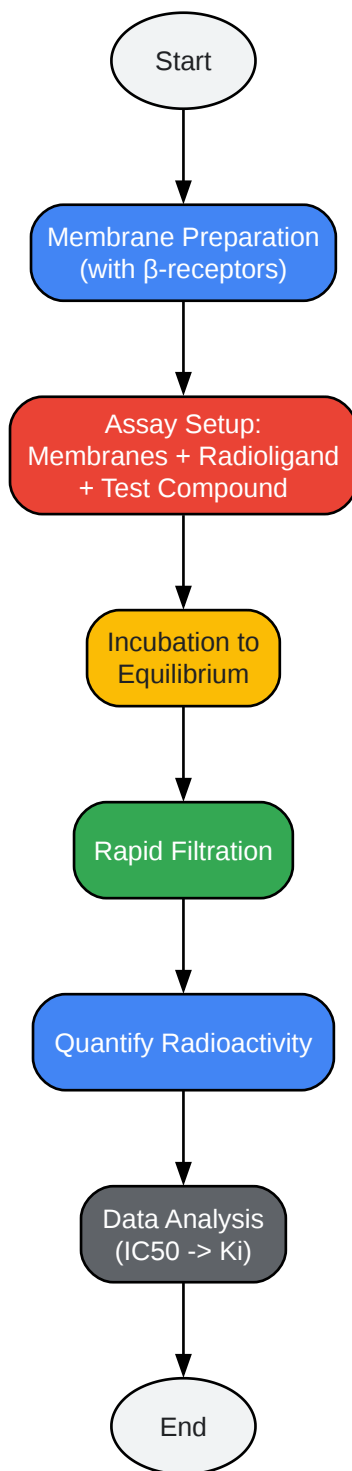 Start
Membrane Preparation
(with β-receptors)
Assay Setup:
Membranes + Radioligand
+ Test Compound
Incubation to
Equilibrium
Rapid Filtration
Quantify Radioactivity
Data Analysis
(IC50 -> Ki)
End